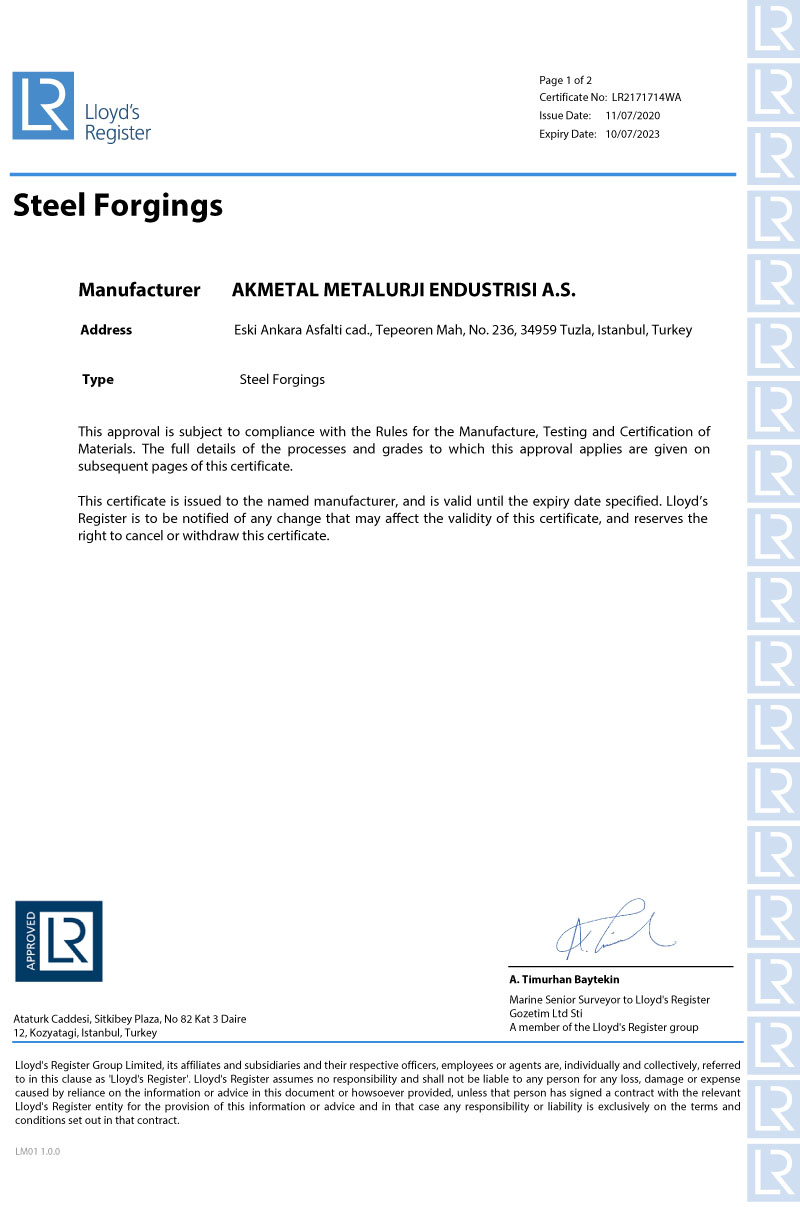 LR
Lloyd's
Register
Page 1 of 2
Certificate No: LR2171714WA
Issue Date: 11/07/2020
Expiry Date: 10/07/2023
Steel Forgings
Manufacturer AKMETAL METALURJI ENDUSTRISI A.S.
Address Eski Ankara Asfalti cad., Tepeoren Mah, No. 236, 34959 Tuzla, Istanbul, Turkey
Type Steel Forgings
This approval is subject to compliance with the Rules for the Manufacture, Testing and Certification of
Materials. The full details of the processes and grades to which this approval applies are given on
subsequent pages of this certificate.
This certificate is issued to the named manufacturer, and is valid until the expiry date specified. Lloyd's
Register is to be notified of any change that may affect the validity of this certificate, and reserves the
right to cancel or withdraw this certificate.
APPROVED
LR
A. Timurhan Baytekin
Marine Senior Surveyor to Lloyd's Register
Gozetim Ltd Sti
A member of the Lloyd's Register group
Ataturk Caddesi, Sitkibey Plaza, No 82 Kat 3 Daire
12, Kozyatagi, Istanbul, Turkey
Lloyd's Register Group Limited, its affiliates and subsidiaries and their respective officers, employees or agents are, individually and collectively, referred
to in this clause as 'Lloyd's Register'. Lloyd's Register assumes no responsibility and shall not be liable to any person for any loss, damage or expense
caused by reliance on the information or advice in this document or howsoever provided, unless that person has signed a contract with the relevant
Lloyd's Register entity for the provision of this information or advice and in that case any responsibility or liability is exclusively on the terms and
conditions set out in that contract.
LM01 1.0.0